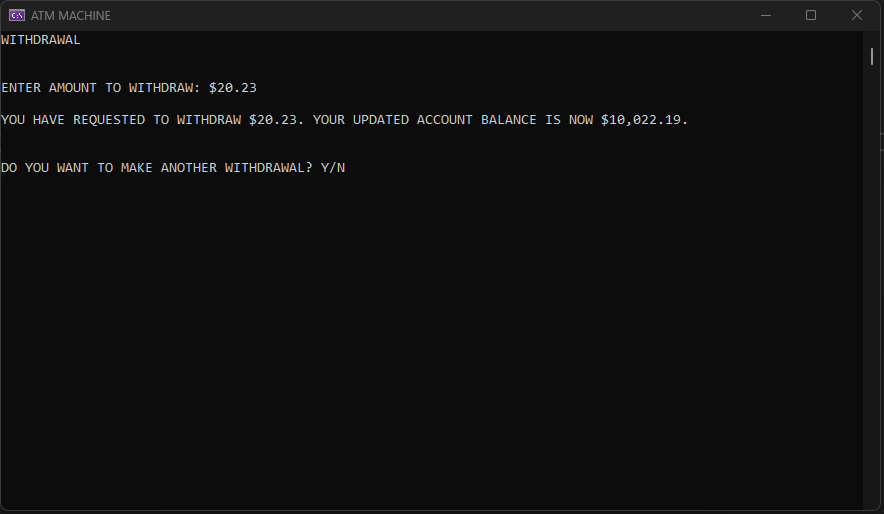 ATM MACHINE
WITHDRAWAL
ENTER AMOUNT TO WITHDRAW: $20.23
YOU HAVE REQUESTED TO WITHDRAW $20.23. YOUR UPDATED ACCOUNT BALANCE IS NOW $10,022.19.
DO YOU WANT TO MAKE ANOTHER WITHDRAWAL? Y/N